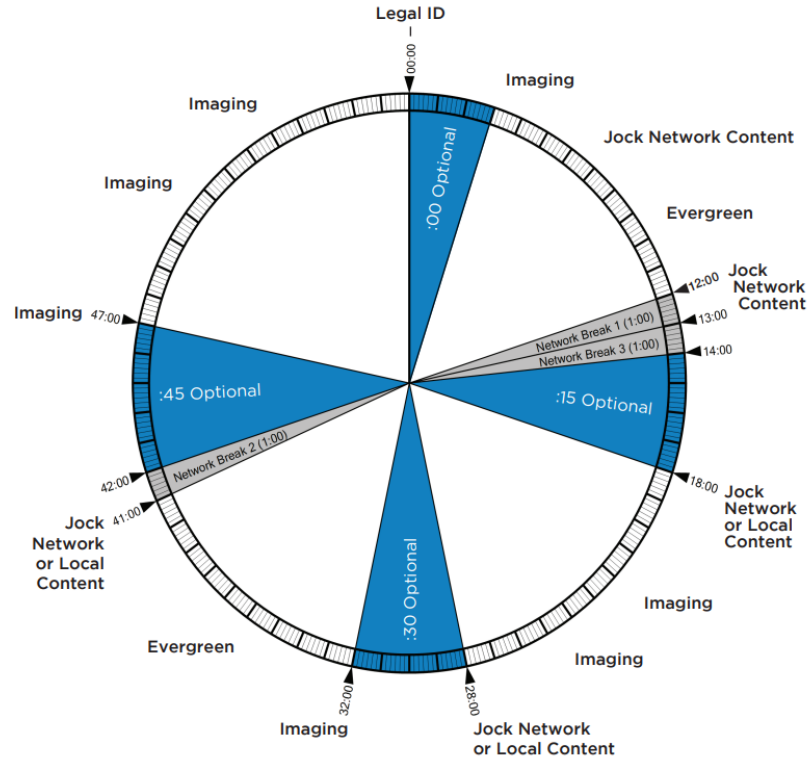 Legal ID
00:00
Imaging
Jock Network Content
Evergreen
12:00
Jock
Network
Content
13:00
14:00
18:00
Jock
Network
or Local
Content
Imaging
Imaging
28:00
Jock Network
or Local Content
32:00
Imaging
Evergreen
41:00
Jock
Network
or Local
Content
42:00
47:00
Imaging
Imaging
Imaging
:00 Optional
Network Break 1 (1:00)
Network Break 3 (1:00)
:15 Optional
:30 Optional
Network Break 2 (1:00)
:45 Optional